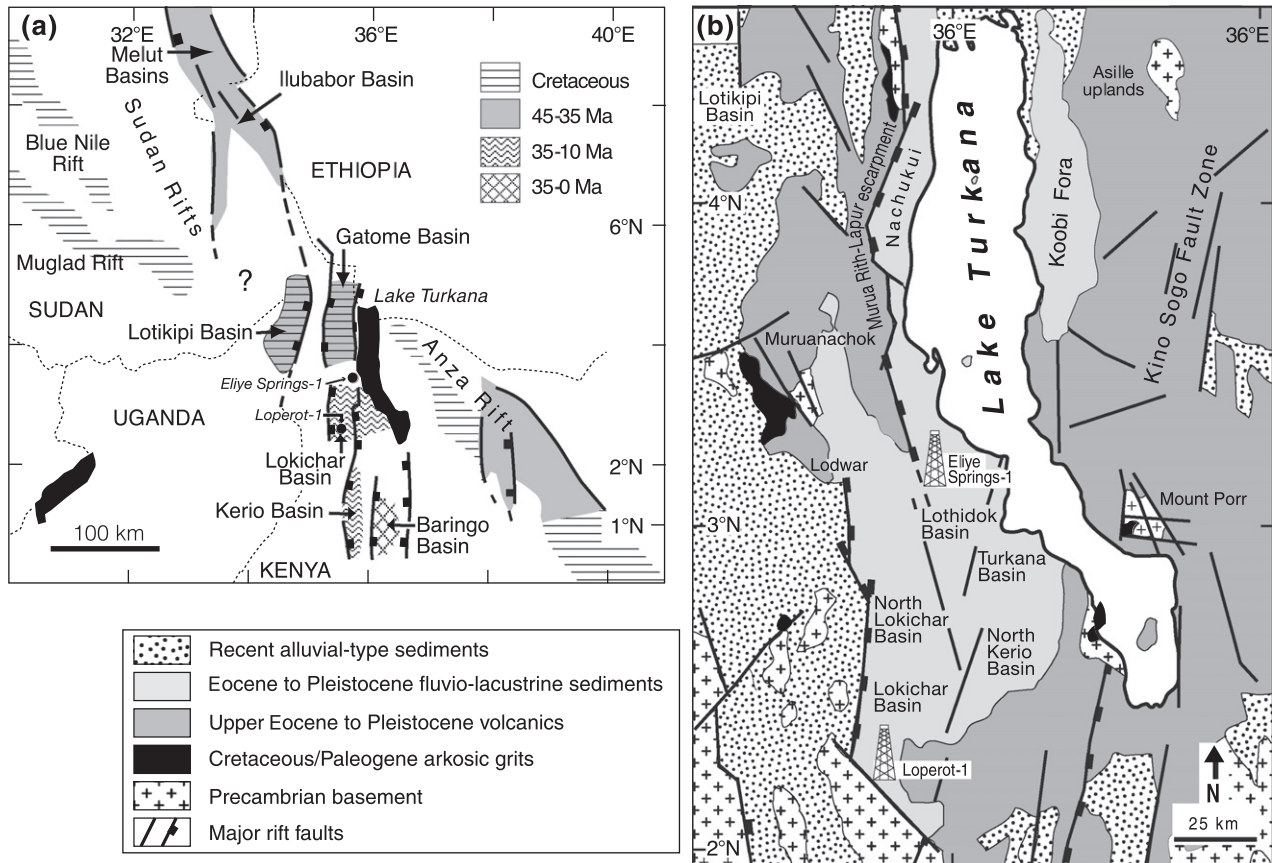 (a)
32°E
36°E
40°E
Melut
Basins
Ilubabor Basin
Cretaceous
45-35 Ma
35-10 Ma
35-0 Ma
Sudan Rifts
Blue Nile
Rift
ETHIOPIA
6°N
Gatome Basin
Muglad Rift
?
SUDAN
Lake Turkana
Lotikipi Basin
Anza Rift
Eliye Springs-1
UGANDA
Loperot-1
Lokichar
Basin
2°N
Kerio Basin
Baringo
Basin
1°N
100 km
KENYA
Recent alluvial-type sediments
Eocene to Pleistocene fluvio-lacustrine sediments
Upper Eocene to Pleistocene volcanics
Cretaceous/Paleogene arkosic grits
Precambrian basement
Major rift faults
(b)
36°E
36°E
Asille
uplands
Lotikipi
Basin
Murua Rith-Lapur escarpment
Nachukui
Lake Turkana
Koobi Fora
Kino Sogo Fault Zone
4°N
Muruanachok
Lodwar
Eliye
Springs-1
Mount Porr
3°N
Lothidok
Basin
Turkana
Basin
North
Lokichar
Basin
North
Kerio
Basin
Lokichar
Basin
Loperot-1
N
25 km
2°N